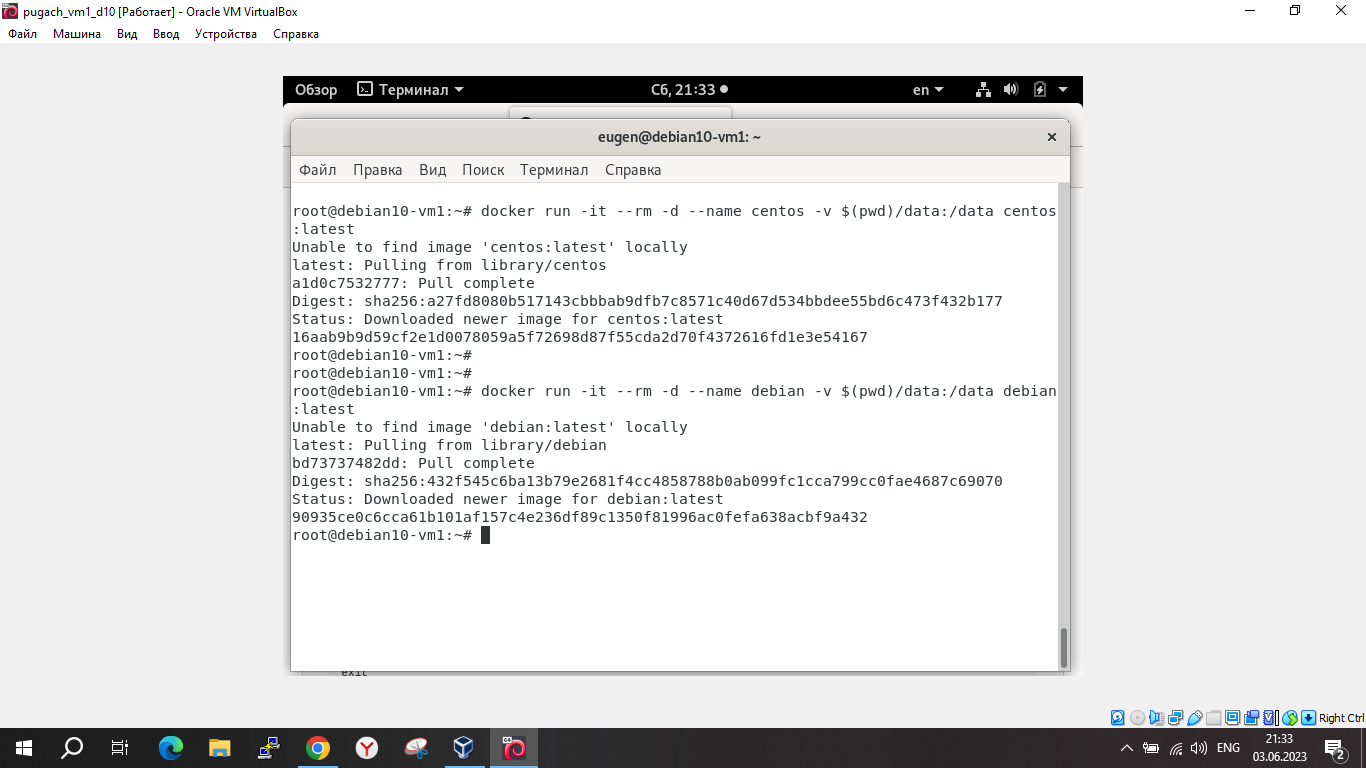 pugach_vm1_d10 [Работает] - Oracle VM VirtualBox
Файл Машина Вид Ввод Устройства Справка
Обзор Терминал Сб, 21:33 en
eugen@debian10-vm1: ~
Файл Правка Вид Поиск Терминал Справка
root@debian10-vm1:~# docker run -it --rm -d --name centos -v $(pwd)/data:/data centos
:latest
Unable to find image 'centos:latest' locally
latest: Pulling from library/centos
a1d0c7532777: Pull complete
Digest: sha256:a27fd8080b517143cbbbab9dfb7c8571c40d67d534bbdee55bd6c473f432b177
Status: Downloaded newer image for centos:latest
16aab9b9d59cf2e1d0078059a5f72698d87f55cda2d70f4372616fd1e3e54167
root@debian10-vm1:~#
root@debian10-vm1:~#
root@debian10-vm1:~# docker run -it --rm -d --name debian -v $(pwd)/data:/data debian
:latest
Unable to find image 'debian:latest' locally
latest: Pulling from library/debian
bd73737482dd: Pull complete
Digest: sha256:432f545c6ba13b79e2681f4cc4858788b0ab099fc1cca799cc0fae4687c69070
Status: Downloaded newer image for debian:latest
90935ce0c6cca61b101af157c4e236df89c1350f81996ac0fefa638acbf9a432
root@debian10-vm1:~#
exit
Right Ctrl
ENG 21:33
03.06.2023
2